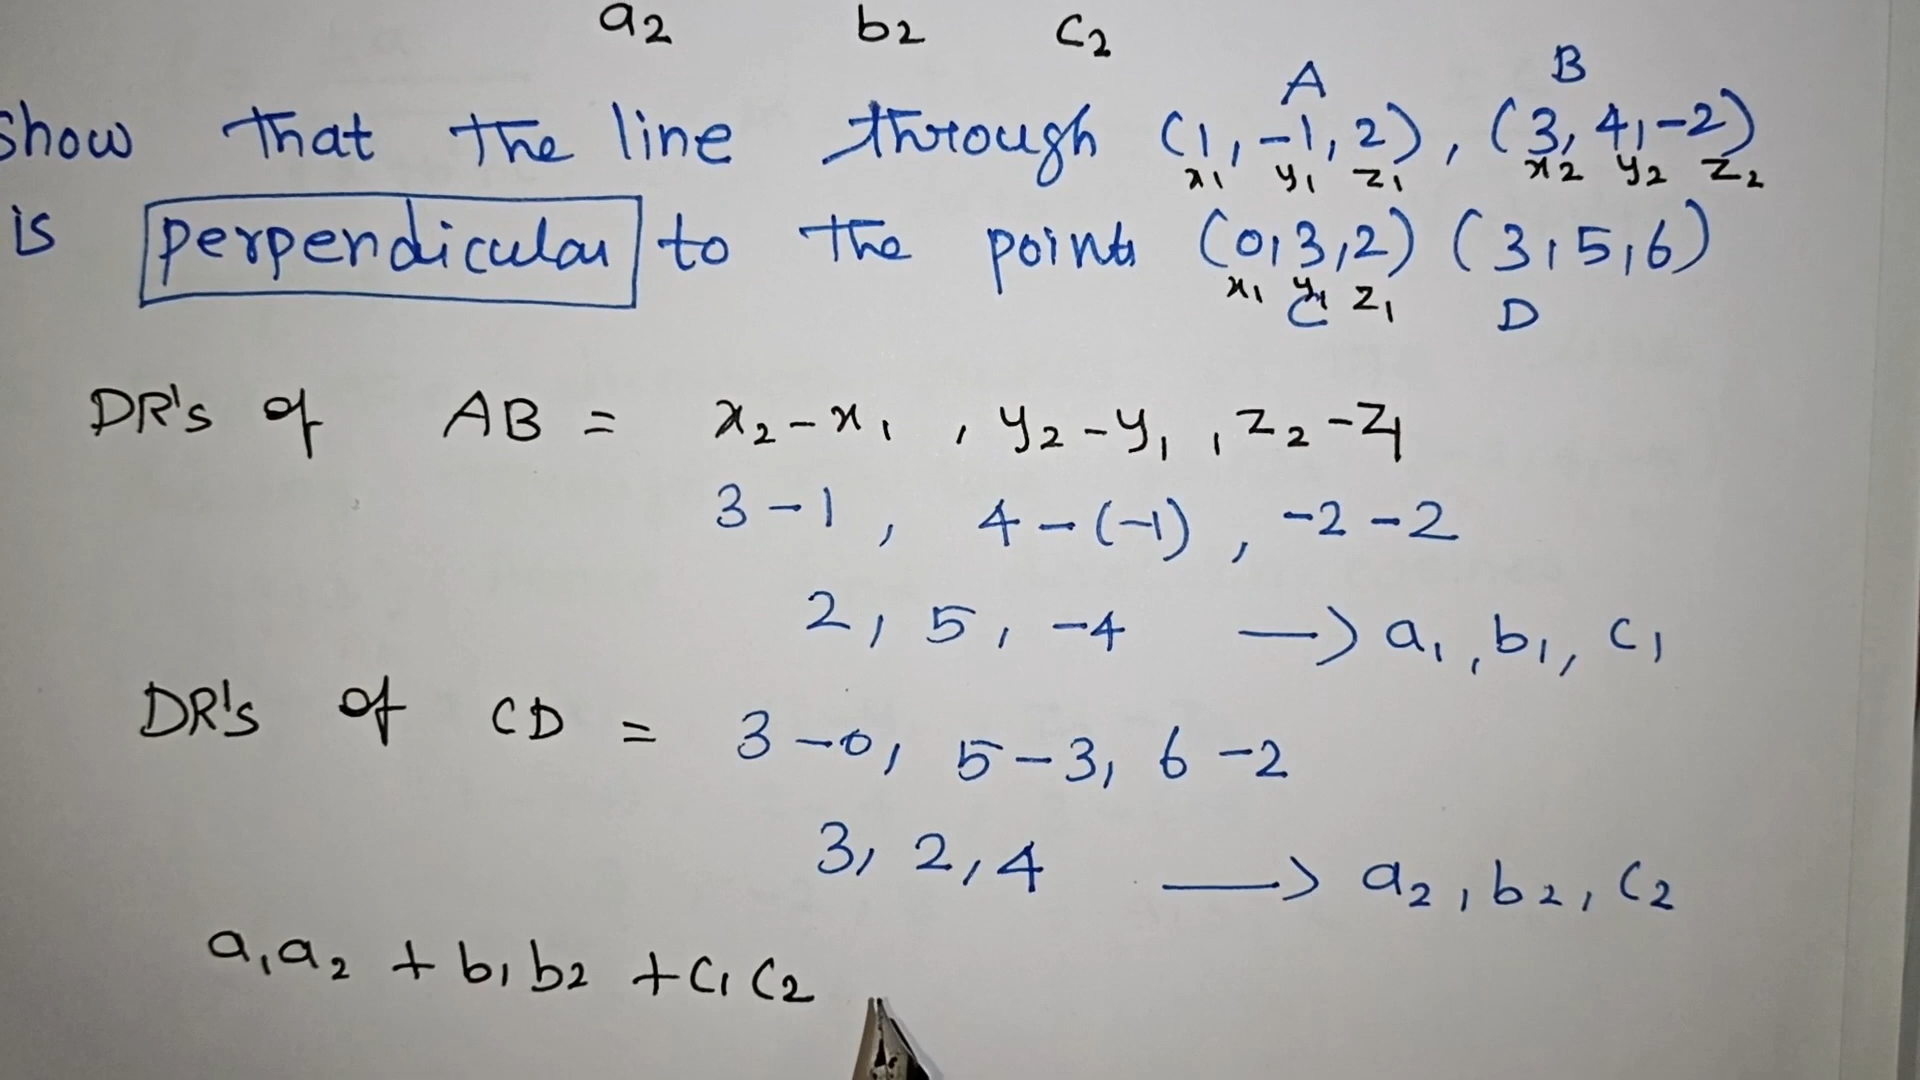 a2 b2 c2
A B
Show that the line through (1, -1, 2), (3, 4, -2)
x1 y1 z1 x2 y2 z2
is perpendicular to the points (0, 3, 2) (3, 5, 6)
x1 y1 z1
C D
DR's of AB = x2-x1, y2-y1, z2-z1
3-1, 4-(-1), -2-2
2, 5, -4 → a1, b1, c1
DR's of CD = 3-0, 5-3, 6-2
3, 2, 4 → a2, b2, c2
a1a2 + b1b2 + c1c2